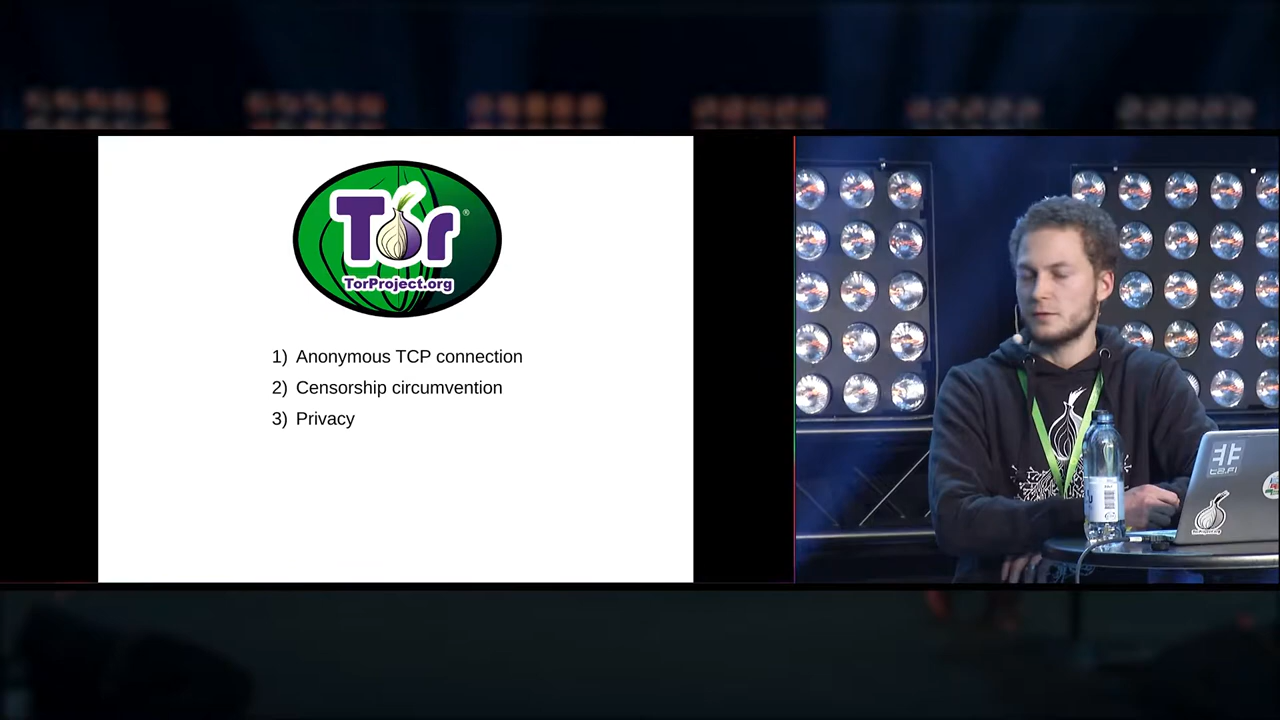 Tor®
TorProject.org
1) Anonymous TCP connection
2) Censorship circumvention
3) Privacy
t2.FI